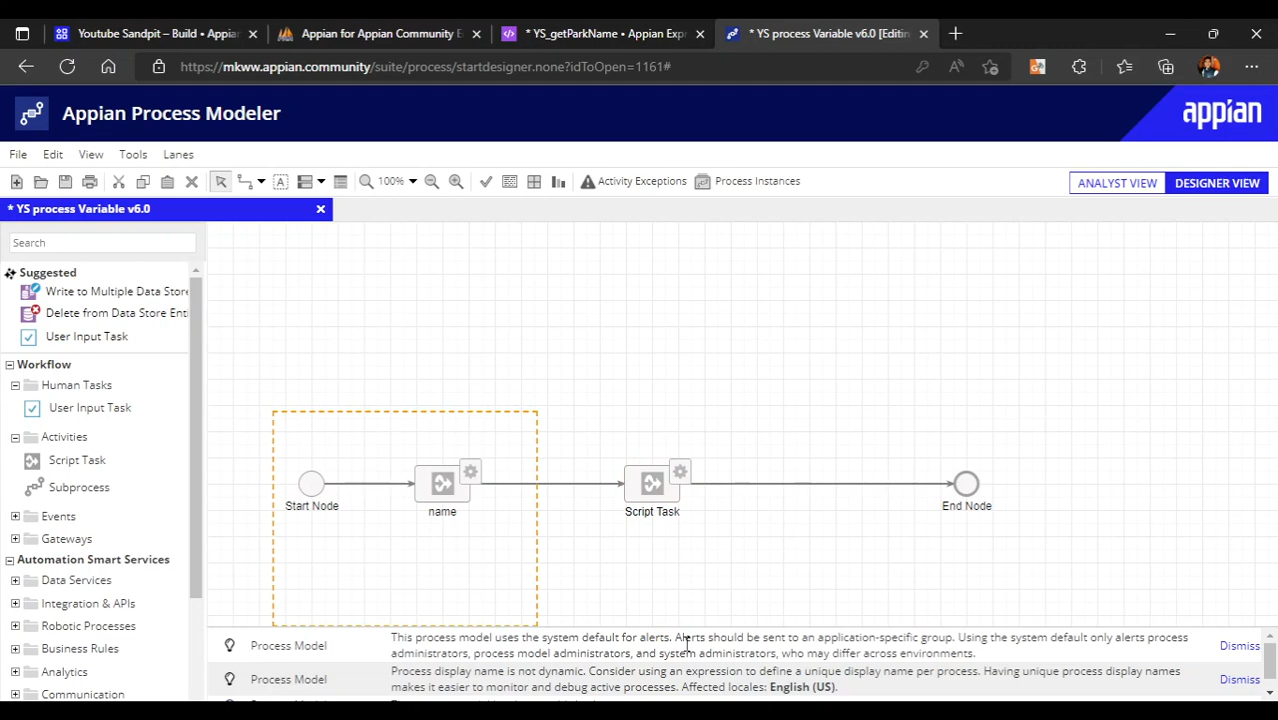 Youtube Sandpit – Build • Appian
Appian for Appian Community E
* YS_getParkName • Appian Expr
* YS process Variable v6.0 [Editin
https://mkww.appian.community/suite/process/startdesigner.none?idToOpen=1161#
Appian Process Modeler
appian
File Edit View Tools Lanes
100% Activity Exceptions Process Instances ANALYST VIEW DESIGNER VIEW
* YS process Variable v6.0
Search
Suggested
Write to Multiple Data Store
Delete from Data Store Enti
User Input Task
Workflow
Human Tasks
User Input Task
Activities
Script Task
Subprocess
Events
Gateways
Automation Smart Services
Data Services
Integration & APIs
Robotic Processes
Business Rules
Analytics
Communication
Start Node
name
Script Task
End Node
Process Model
This process model uses the system default for alerts. Alerts should be sent to an application-specific group. Using the system default only alerts process
administrators, process model administrators, and system administrators, who may differ across environments.
Dismiss
Process Model
Process display name is not dynamic. Consider using an expression to define a unique display name per process. Having unique process display names
makes it easier to monitor and debug active processes. Affected locales: English (US).
Dismiss